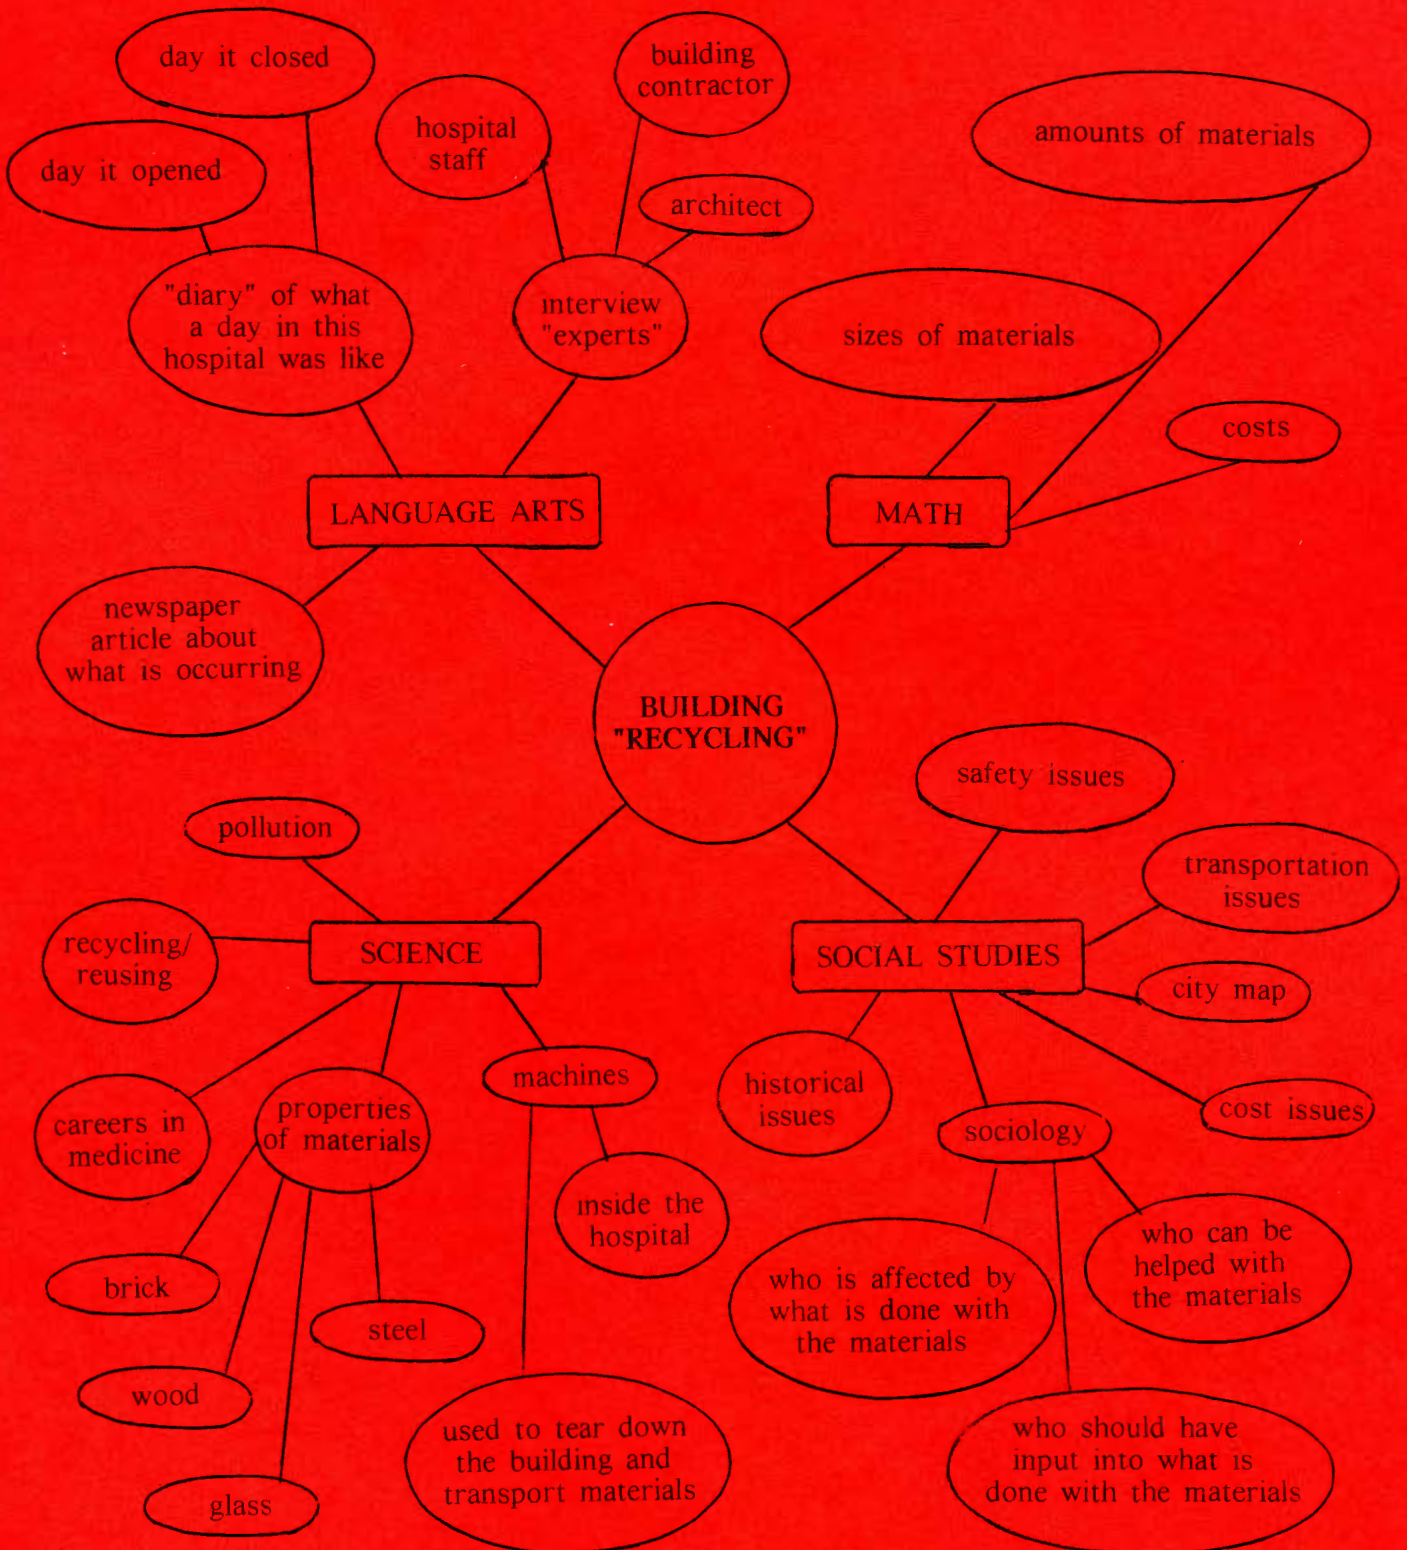 day it closed
day it opened
building
contractor
hospital
staff
architect
amounts of materials
"diary" of what
a day in this
hospital was like
interview
"experts"
sizes of materials
costs
LANGUAGE ARTS
MATH
newspaper
article about
what is occurring
BUILDING
"RECYCLING"
safety issues
pollution
transportation
issues
recycling/
reusing
SCIENCE
SOCIAL STUDIES
city map
careers in
medicine
properties
of materials
machines
historical
issues
sociology
cost issues
inside the
hospital
brick
steel
wood
glass
used to tear down
the building and
transport materials
who is affected by
what is done with
the materials
who can be
helped with
the materials
who should have
input into what is
done with the materials